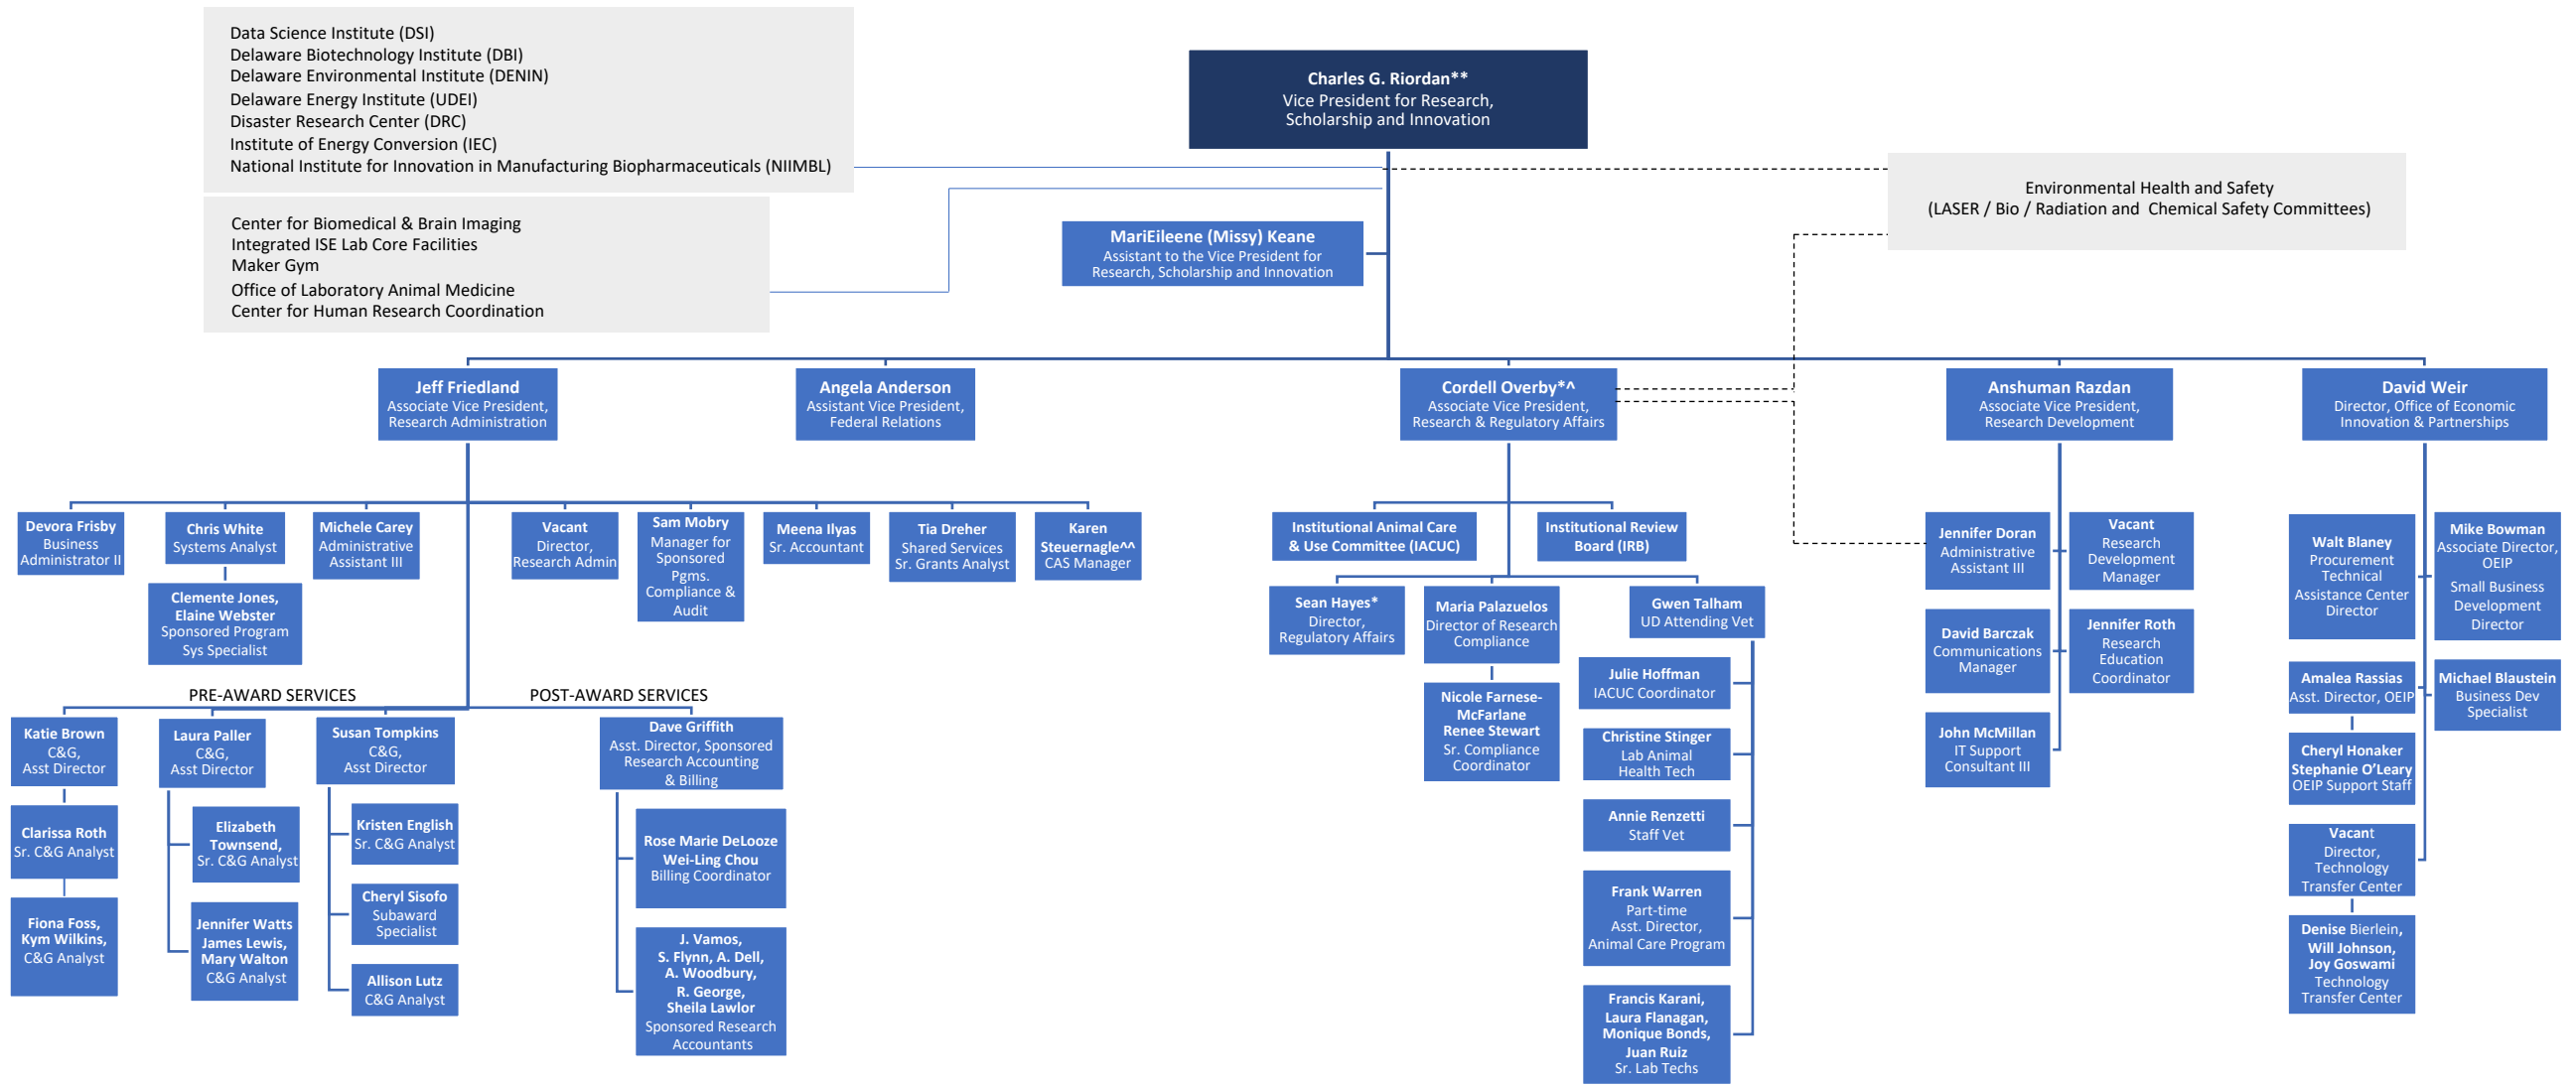 Data Science Institute (DSI)
Delaware Biotechnology Institute (DBI)
Delaware Environmental Institute (DENIN)
Delaware Energy Institute (UDEI)
Disaster Research Center (DRC)
Institute of Energy Conversion (IEC)
National Institute for Innovation in Manufacturing Biopharmaceuticals (NIIMBL)
Center for Biomedical & Brain Imaging
Integrated ISE Lab Core Facilities
Maker Gym
Office of Laboratory Animal Medicine
Center for Human Research Coordination
Charles G. Riordan**
Vice President for Research,
Scholarship and Innovation
Environmental Health and Safety
(LASER / Bio / Radiation and Chemical Safety Committees)
MariEileene (Missy) Keane
Assistant to the Vice President for
Research, Scholarship and Innovation
Jeff Friedland
Associate Vice President,
Research Administration
Angela Anderson
Assistant Vice President,
Federal Relations
Cordell Overby*^
Associate Vice President,
Research & Regulatory Affairs
Anshuman Razdan
Associate Vice President,
Research Development
David Weir
Director, Office of Economic
Innovation & Partnerships
Devora Frisby
Business
Administrator II
Chris White
Systems Analyst
Clemente Jones,
Elaine Webster
Sponsored Program
Sys Specialist
Michele Carey
Administrative
Assistant III
Vacant
Director,
Research Admin
Sam Mobry
Manager for
Sponsored
Pgms.
Compliance &
Audit
Meena Ilyas
Sr. Accountant
Tia Dreher
Shared Services
Sr. Grants Analyst
Karen
Steuernagle^^
CAS Manager
PRE-AWARD SERVICES
POST-AWARD SERVICES
Katie Brown
C&G,
Asst Director
Clarissa Roth
Sr. C&G Analyst
Fiona Foss,
Kym Wilkins,
C&G Analyst
Laura Paller
C&G,
Asst Director
Elizabeth
Townsend,
Sr. C&G Analyst
Jennifer Watts
James Lewis,
Mary Walton
C&G Analyst
Susan Tompkins
C&G,
Asst Director
Kristen English
Sr. C&G Analyst
Cheryl Sisofo
Subaward
Specialist
Allison Lutz
C&G Analyst
Dave Griffith
Asst. Director, Sponsored
Research Accounting
& Billing
Rose Marie DeLooze
Wei-Ling Chou
Billing Coordinator
J. Vamos,
S. Flynn, A. Dell,
A. Woodbury,
R. George,
Sheila Lawlor
Sponsored Research
Accountants
Institutional Animal Care
& Use Committee (IACUC)
Institutional Review
Board (IRB)
Sean Hayes*
Director,
Regulatory Affairs
Maria Palazuelos
Director of Research
Compliance
Nicole Farnese-
McFarlane
Renee Stewart
Sr. Compliance
Coordinator
Gwen Talham
UD Attending Vet
Julie Hoffman
IACUC Coordinator
Christine Stinger
Lab Animal
Health Tech
Annie Renzetti
Staff Vet
Frank Warren
Part-time
Asst. Director,
Animal Care Program
Francis Karani,
Laura Flanagan,
Monique Bonds,
Juan Ruiz
Sr. Lab Techs
Jennifer Doran
Administrative
Assistant III
Vacant
Research
Development
Manager
David Barczak
Communications
Manager
Jennifer Roth
Research
Education
Coordinator
John McMillan
IT Support
Consultant III
Walt Blaney
Procurement
Technical
Assistance Center
Director
Mike Bowman
Associate Director,
OEIP
Small Business
Development
Director
Amalea Rassias
Asst. Director, OEIP
Michael Blaustein
Business Dev
Specialist
Cheryl Honaker
Stephanie O’Leary
OEIP Support Staff
Vacant
Director,
Technology
Transfer Center
Denise Bierlein,
Will Johnson,
Joy Goswami
Technology
Transfer Center